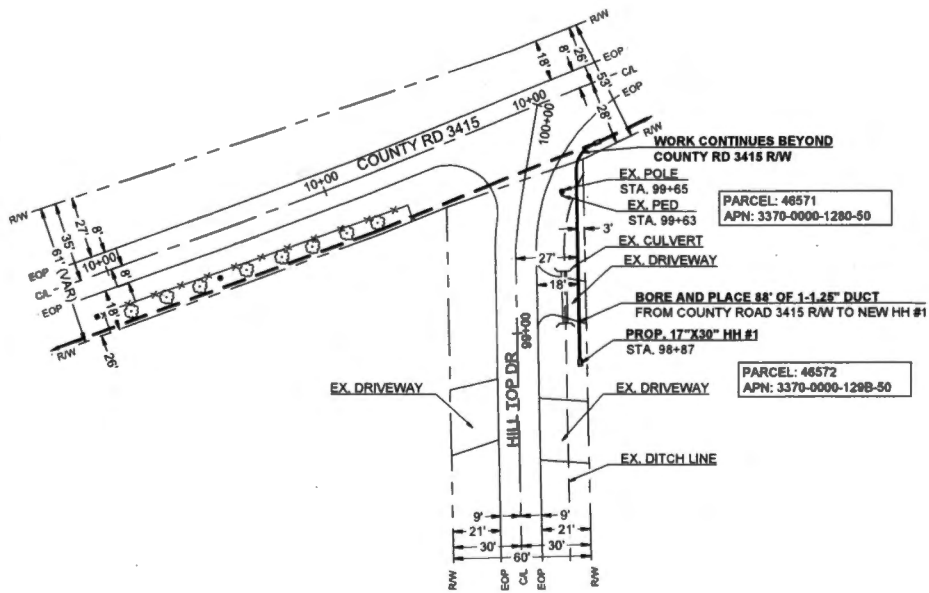 R/W
EOP
C/L
EOP
R/W
18'
8'
26'
53'
28'
10+00
100+00
COUNTY RD 3415
10+00
WORK CONTINUES BEYOND
COUNTY RD 3415 R/W
EX. POLE
STA. 99+65
EX. PED
STA. 99+63
PARCEL: 46571
APN: 3370-0000-1280-50
3'
R/W
27'
35'
61' (VAR)
8'
10+00
8'
18'
EOP
C/L
EOP
R/W
26'
EX. CULVERT
27'
EX. DRIVEWAY
18'
BORE AND PLACE 88' OF 1-1.25" DUCT
FROM COUNTY ROAD 3415 R/W TO NEW HH #1
99+00
PROP. 17"X30" HH #1
STA. 98+87
PARCEL: 46572
APN: 3370-0000-129B-50
EX. DRIVEWAY
HILL TOP DR
EX. DRIVEWAY
EX. DITCH LINE
9' 9'
21' 21'
30' 30'
60'
R/W EOP C/L EOP R/W